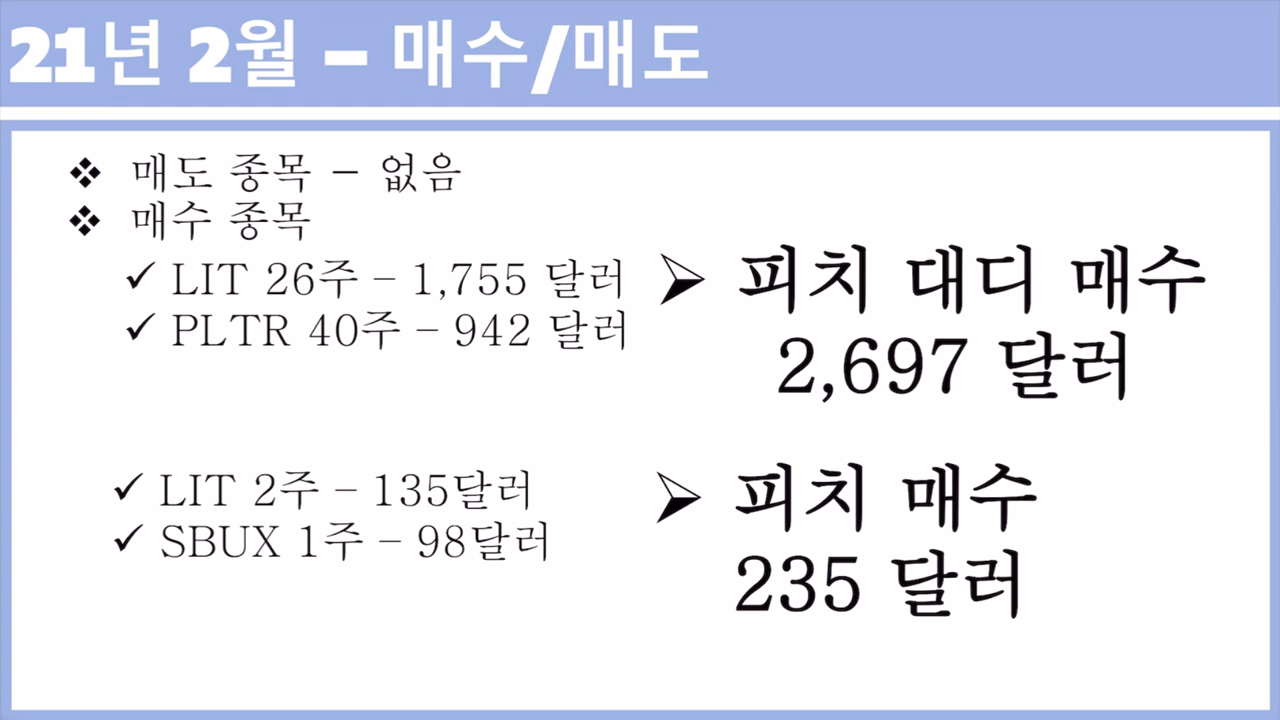 21년 2월 – 매수/매도
❖ 매도 종목 – 없음
❖ 매수 종목
✓ LIT 26주 – 1,755 달러
✓ PLTR 40주 – 942 달러
➢ 피치 대디 매수
2,697 달러
✓ LIT 2주 – 135달러
✓ SBUX 1주 – 98달러
➢ 피치 매수
235 달러